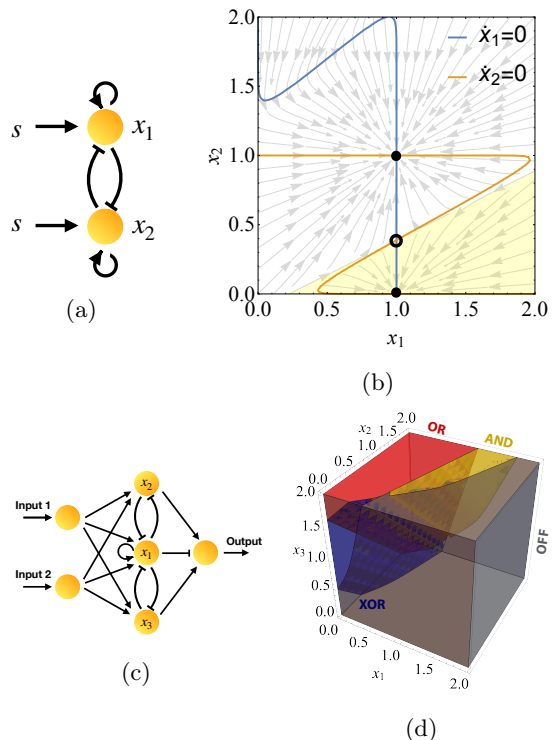 (a)
s
x₁
s
x₂
(b)
2.0
1.5
1.0
0.5
0.0
x₂
ẋ₁=0
ẋ₂=0
0.0 0.5 1.0 1.5 2.0
x₁
(c)
Input 1
Input 2
x₂
x₁
x₃
Output
(d)
OR
AND
OFF
XOR
x₂
2.0
1.5
1.0
0.5
0.0
2.0
1.5
x₃
1.0
0.5
0.0
0.0
0.5
1.0
1.5
2.0
x₁